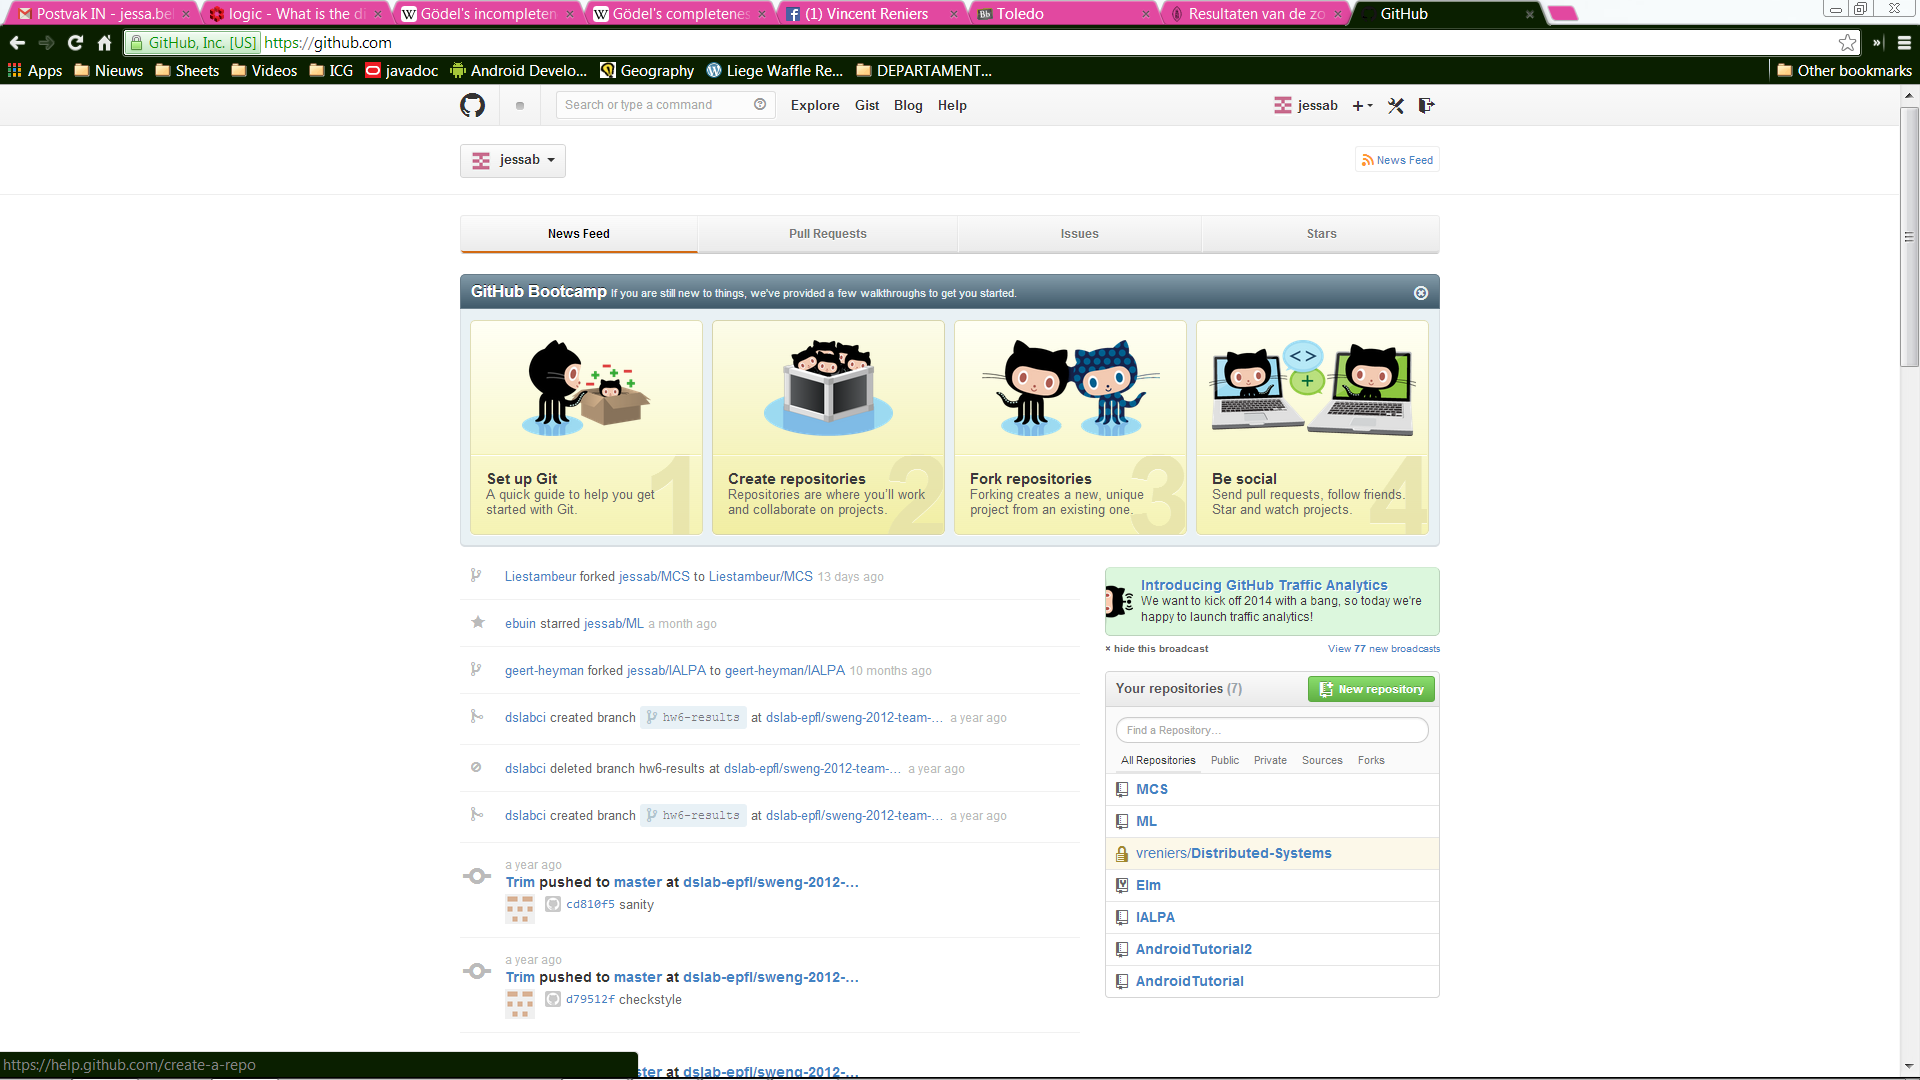 Postvak IN - jessa.be
logic - What is the di
Gödel's incompleten
Gödel's completenes
(1) Vincent Reniers
Toledo
Resultaten van de zo
GitHub
GitHub, Inc. [US] https://github.com
Apps Nieuws Sheets Videos ICG javadoc Android Develo... Geography Liege Waffle Re... DEPARTAMENT... Other bookmarks
Search or type a command Explore Gist Blog Help jessab
jessab
News Feed
News Feed Pull Requests Issues Stars
GitHub Bootcamp If you are still new to things, we've provided a few walkthroughs to get you started.
1
Set up Git
A quick guide to help you get
started with Git.
2
Create repositories
Repositories are where you'll work
and collaborate on projects.
3
Fork repositories
Forking creates a new, unique
project from an existing one.
4
Be social
Send pull requests, follow friends.
Star and watch projects.
Liestambeur forked jessab/MCS to Liestambeur/MCS 13 days ago
ebuin starred jessab/ML a month ago
geert-heyman forked jessab/IALPA to geert-heyman/IALPA 10 months ago
dslabci created branch hw6-results at dslab-epfl/sweng-2012-team-... a year ago
dslabci deleted branch hw6-results at dslab-epfl/sweng-2012-team-... a year ago
dslabci created branch hw6-results at dslab-epfl/sweng-2012-team-... a year ago
a year ago
Trim pushed to master at dslab-epfl/sweng-2012-...
cd810f5 sanity
a year ago
Trim pushed to master at dslab-epfl/sweng-2012-...
d79512f checkstyle
ster at dslab-epfl/sweng-2012-...
Introducing GitHub Traffic Analytics
We want to kick off 2014 with a bang, so today we're
happy to launch traffic analytics!
× hide this broadcast View 77 new broadcasts
Your repositories (7) New repository
Find a Repository...
All Repositories Public Private Sources Forks
MCS
ML
vreniers/Distributed-Systems
Elm
IALPA
AndroidTutorial2
AndroidTutorial
https://help.github.com/create-a-repo